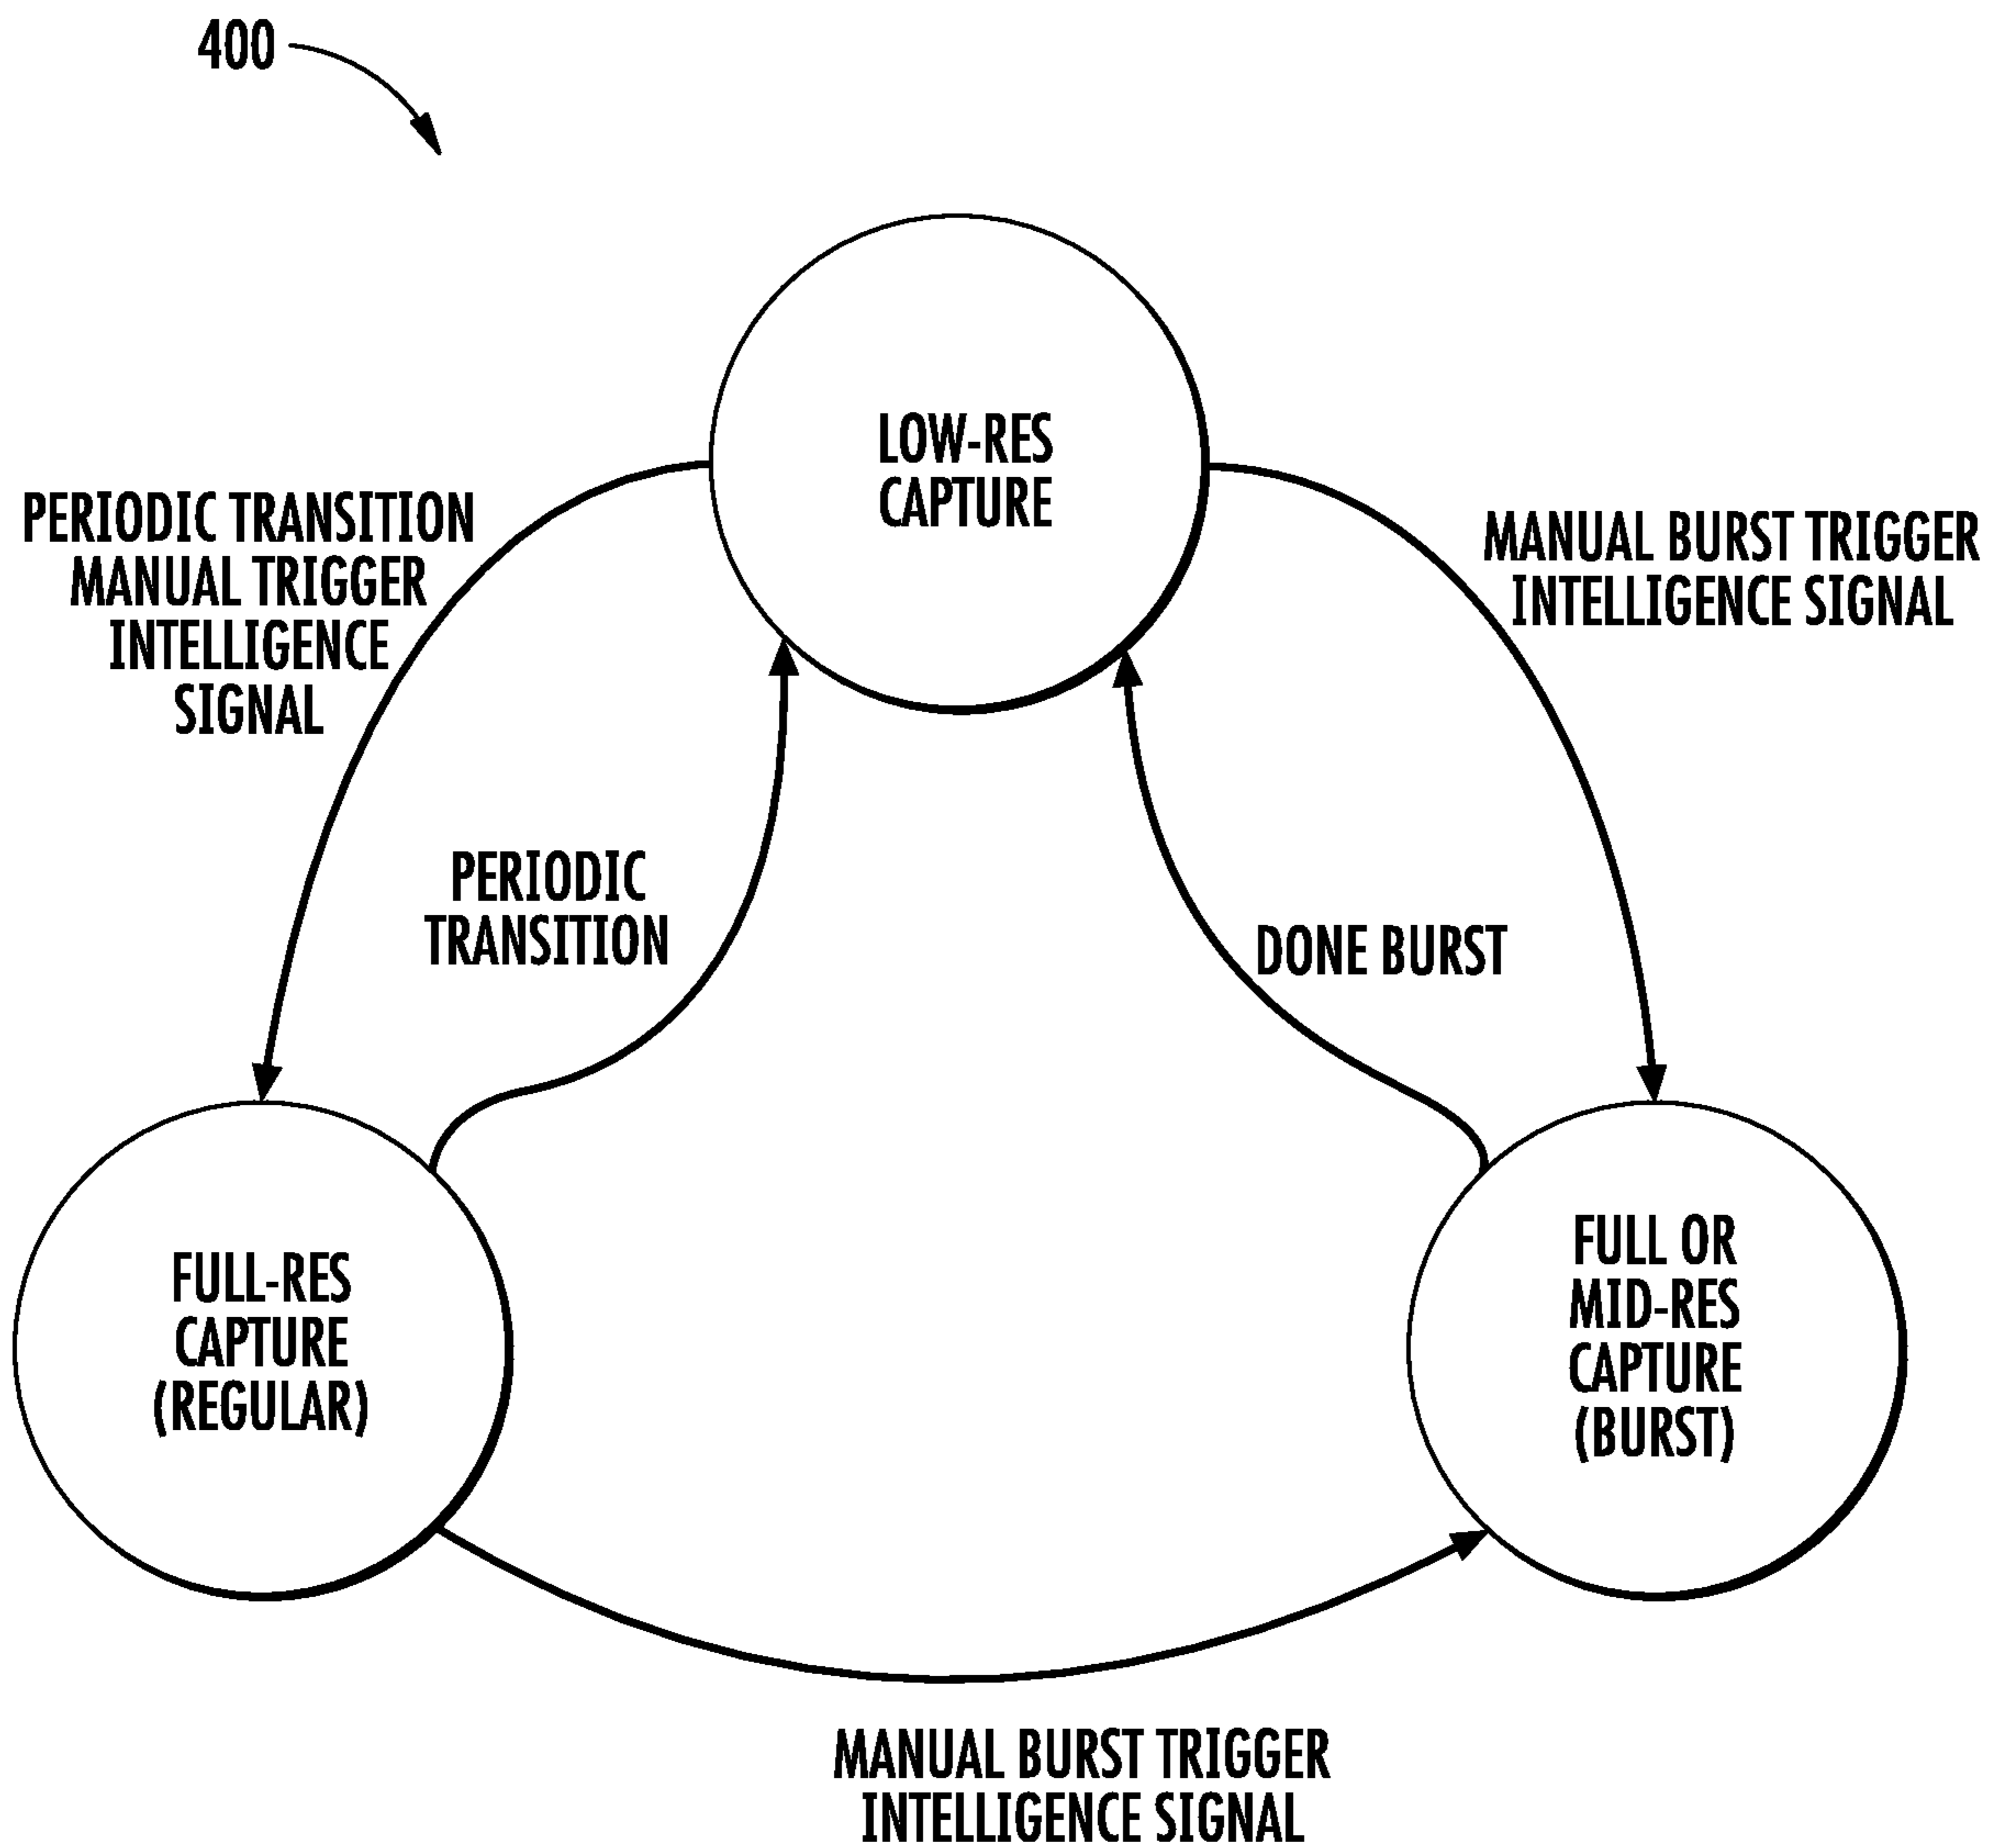 400
LOW-RES
CAPTURE
PERIODIC TRANSITION
MANUAL TRIGGER
INTELLIGENCE
SIGNAL
MANUAL BURST TRIGGER
INTELLIGENCE SIGNAL
PERIODIC
TRANSITION
DONE BURST
FULL-RES
CAPTURE
(REGULAR)
FULL OR
MID-RES
CAPTURE
(BURST)
MANUAL BURST TRIGGER
INTELLIGENCE SIGNAL